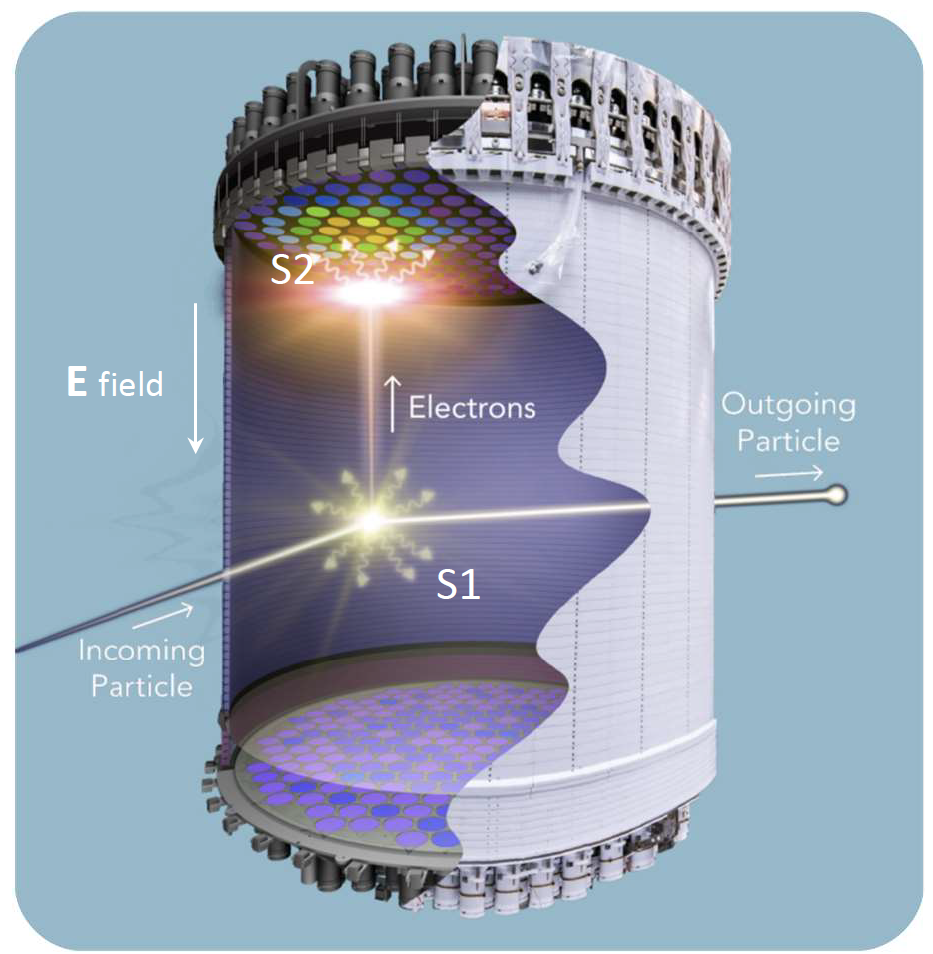 S2
E field
Electrons
Outgoing
Particle
S1
Incoming
Particle